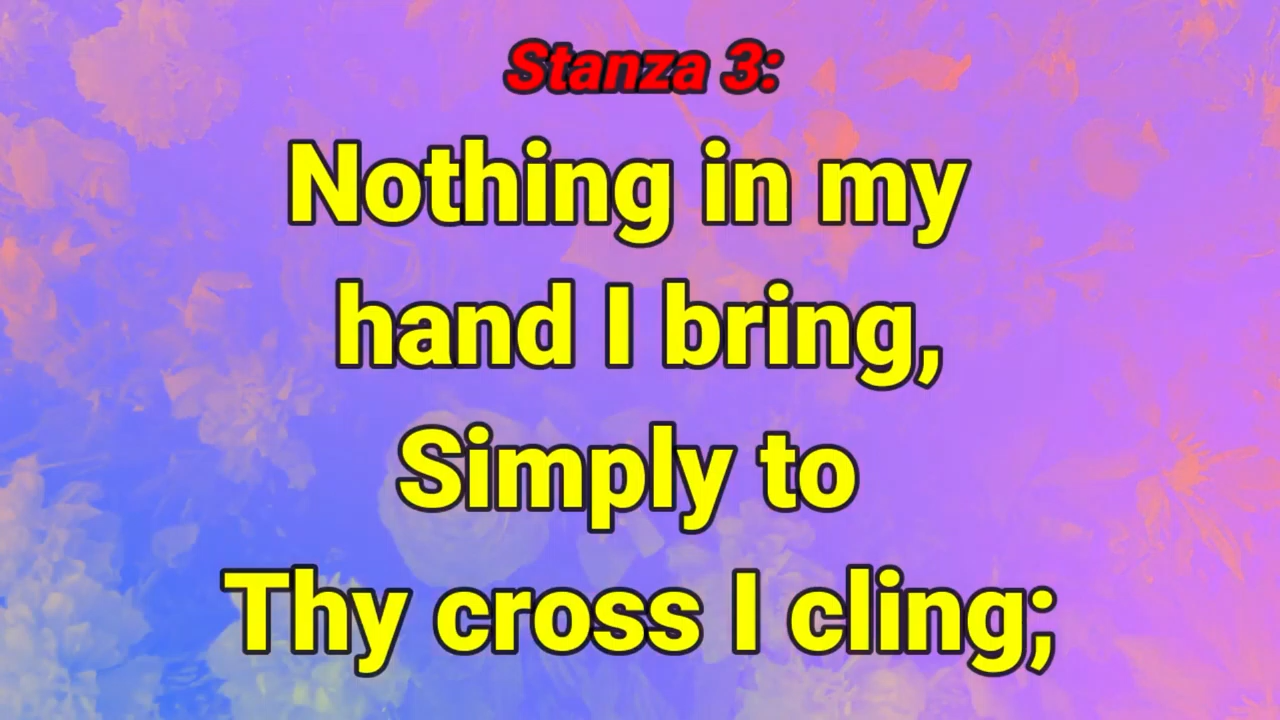 Stanza 3:
Nothing in my
hand I bring,
Simply to
Thy cross I cling;